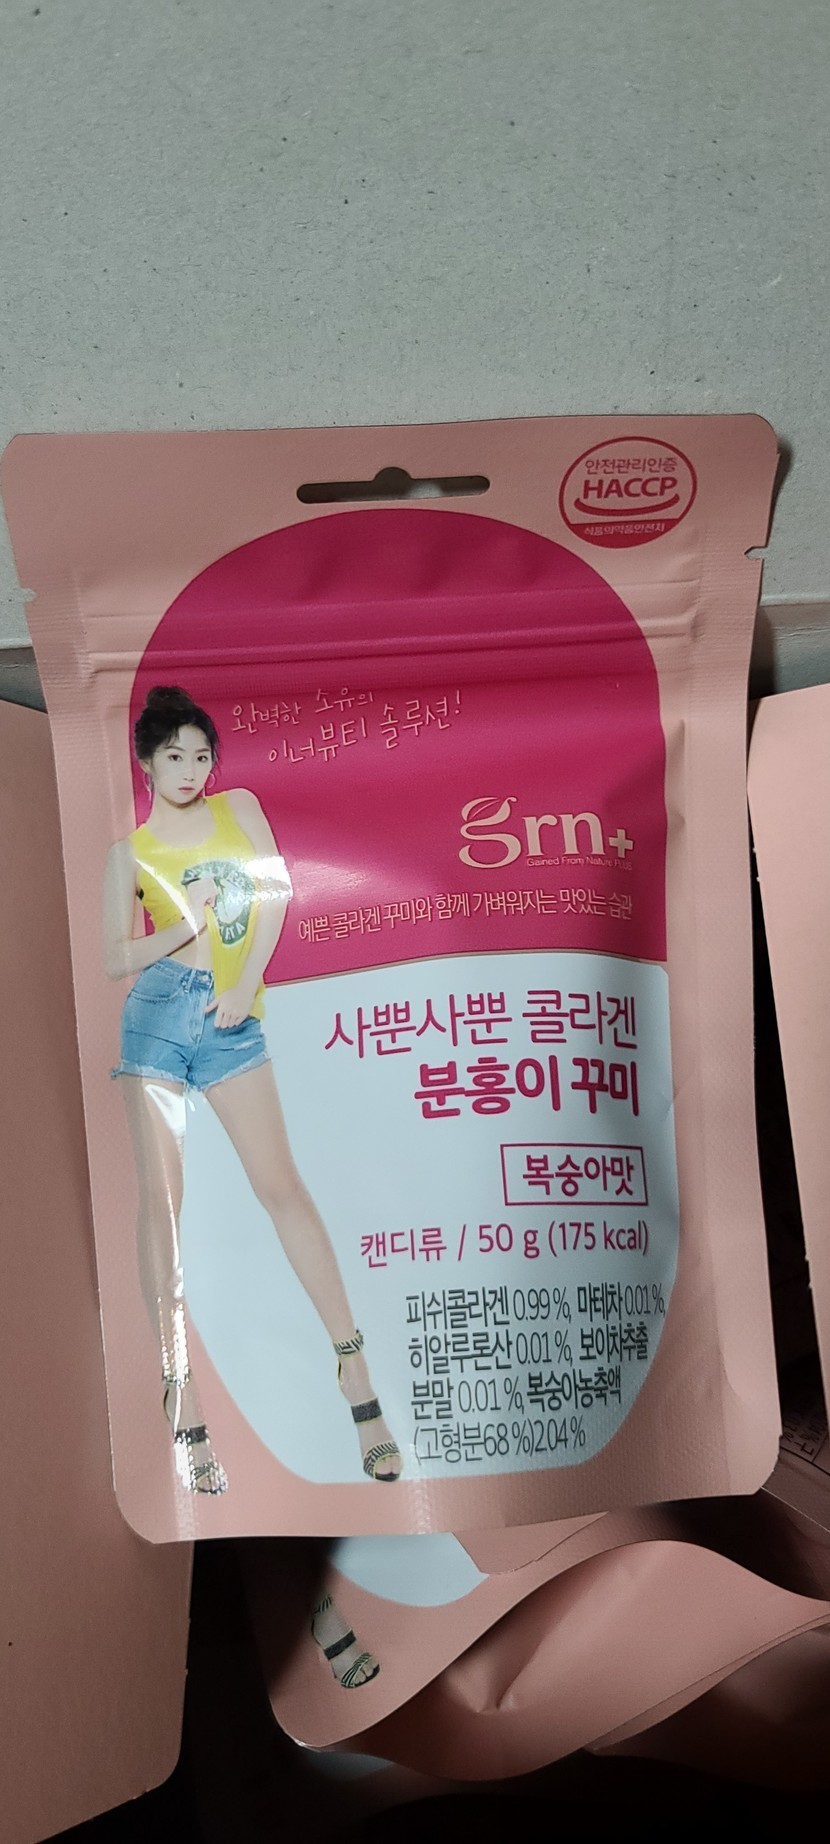 안전관리인증
HACCP
식품의약품안전처
완벽한 소유의
이너뷰티 솔루션!
grn+
Gained From Nature Plus
예쁜 콜라겐 꾸미와 함께 가벼워지는 맛있는 습관
사뿐사뿐 콜라겐
분홍이 꾸미
복숭아맛
캔디류 / 50 g (175 kcal)
피쉬콜라겐 0.99%, 마테차 0.01%,
히알루론산 0.01%, 보이차추출
분말 0.01%, 복숭아농축액
(고형분68%)2.04%